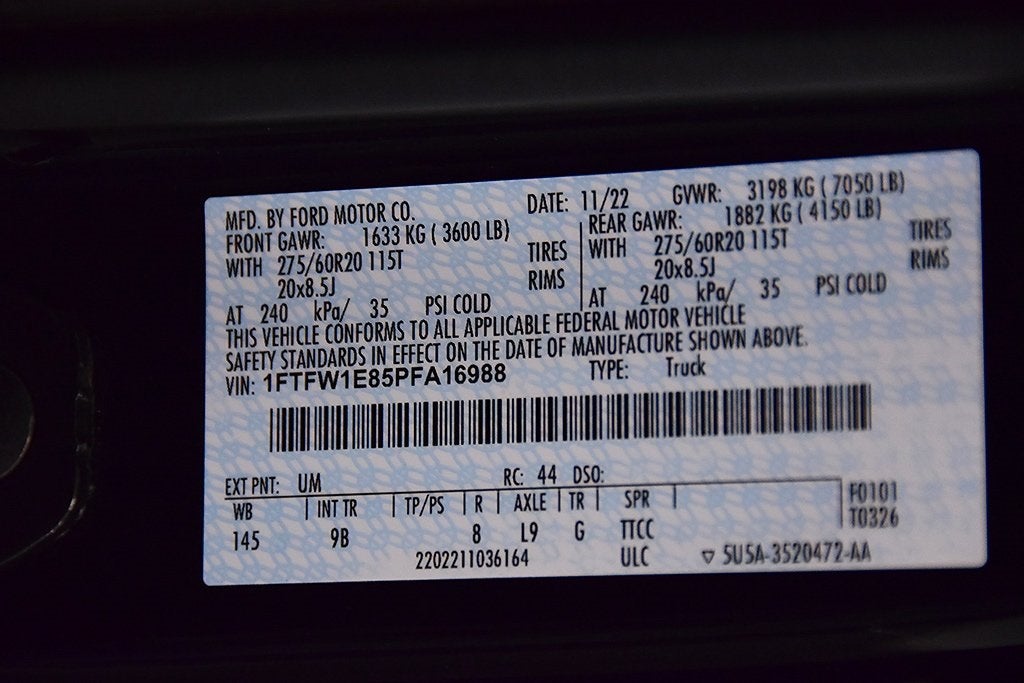 MFD. BY FORD MOTOR CO. DATE: 11/22 GVWR: 3198 KG ( 7050 LB)
FRONT GAWR: 1633 KG ( 3600 LB) REAR GAWR: 1882 KG ( 4150 LB)
WITH 275/60R20 115T TIRES WITH 275/60R20 115T TIRES
20x8.5J RIMS 20x8.5J RIMS
AT 240 kPa/ 35 PSI COLD AT 240 kPa/ 35 PSI COLD
THIS VEHICLE CONFORMS TO ALL APPLICABLE FEDERAL MOTOR VEHICLE
SAFETY STANDARDS IN EFFECT ON THE DATE OF MANUFACTURE SHOWN ABOVE.
VIN: 1FTFW1E85PFA16988 TYPE: Truck
EXT PNT: UM RC: 44 DSO:
WB INT TR TP/PS R AXLE TR SPR F0101
145 9B 8 L9 G TTCC T0326
2202211036164 ULC ▽ 5U5A-3520472-AA